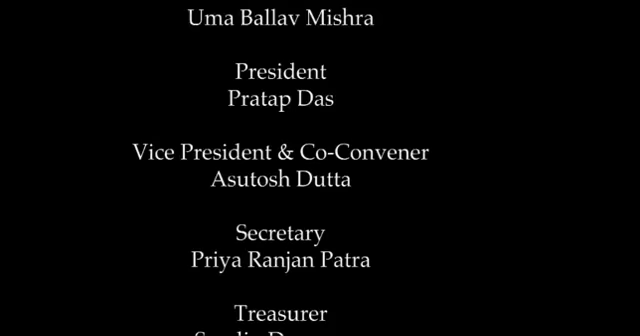 Uma Ballav Mishra
President
Pratap Das
Vice President & Co-Convener
Asutosh Dutta
Secretary
Priya Ranjan Patra
Treasurer